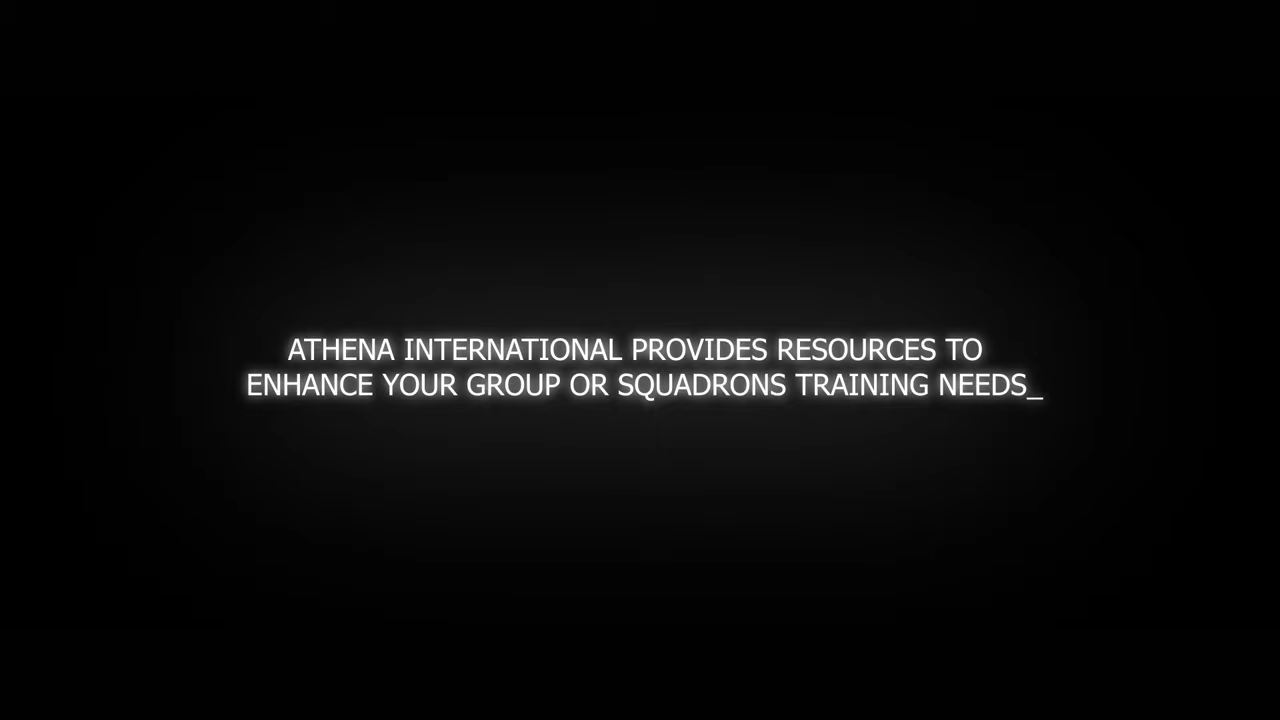 ATHENA INTERNATIONAL PROVIDES RESOURCES TO
ENHANCE YOUR GROUP OR SQUADRONS TRAINING NEEDS_